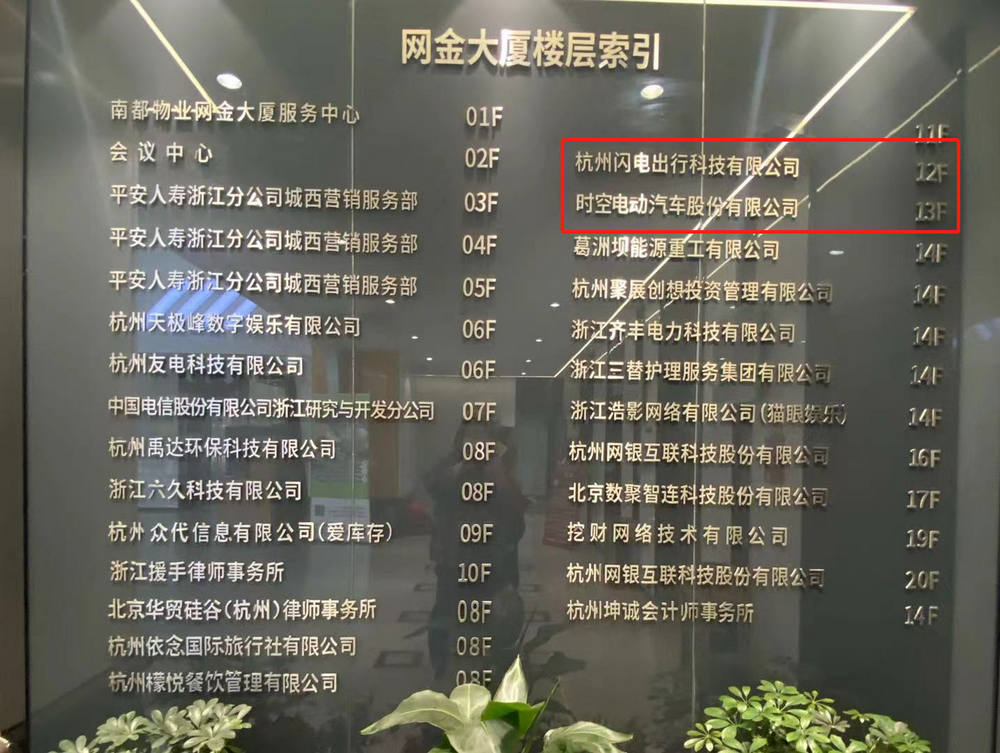 网金大厦楼层索引
南都物业网金大厦服务中心 01F
会议中心 02F
平安人寿浙江分公司城西营销服务部 03F
平安人寿浙江分公司城西营销服务部 04F
平安人寿浙江分公司城西营销服务部 05F
杭州天极峰数字娱乐有限公司 06F
杭州友电科技有限公司 06F
中国电信股份有限公司浙江研究与开发分公司 07F
杭州禹达环保科技有限公司 08F
浙江六久科技有限公司 08F
杭州众代信息有限公司(爱库存) 09F
浙江援手律师事务所 10F
北京华贸硅谷(杭州)律师事务所 08F
杭州依念国际旅行社有限公司 08F
杭州檬悦餐饮管理有限公司 08F
11F
杭州闪电出行科技有限公司 12F
时空电动汽车股份有限公司 13F
葛洲坝能源重工有限公司 14F
杭州聚展创想投资管理有限公司 14F
浙江齐丰电力科技有限公司 14F
浙江三替护理服务集团有限公司 14F
浙江浩影网络有限公司(猫眼娱乐) 14F
杭州网银互联科技股份有限公司 16F
北京数聚智连科技股份有限公司 17F
挖财网络技术有限公司 19F
杭州网银互联科技股份有限公司 20F
杭州坤诚会计师事务所 14F